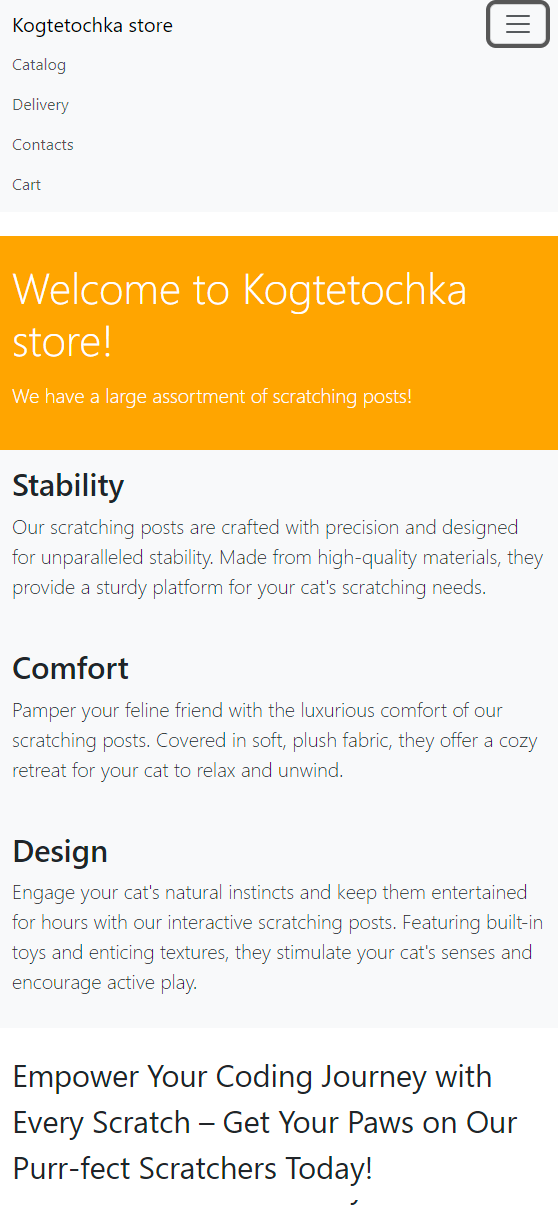 Kogtetochka store
Catalog
Delivery
Contacts
Cart
Welcome to Kogtetochka
store!
We have a large assortment of scratching posts!
Stability
Our scratching posts are crafted with precision and designed
for unparalleled stability. Made from high-quality materials, they
provide a sturdy platform for your cat's scratching needs.
Comfort
Pamper your feline friend with the luxurious comfort of our
scratching posts. Covered in soft, plush fabric, they offer a cozy
retreat for your cat to relax and unwind.
Design
Engage your cat's natural instincts and keep them entertained
for hours with our interactive scratching posts. Featuring built-in
toys and enticing textures, they stimulate your cat's senses and
encourage active play.
Empower Your Coding Journey with
Every Scratch – Get Your Paws on Our
Purr-fect Scratchers Today!